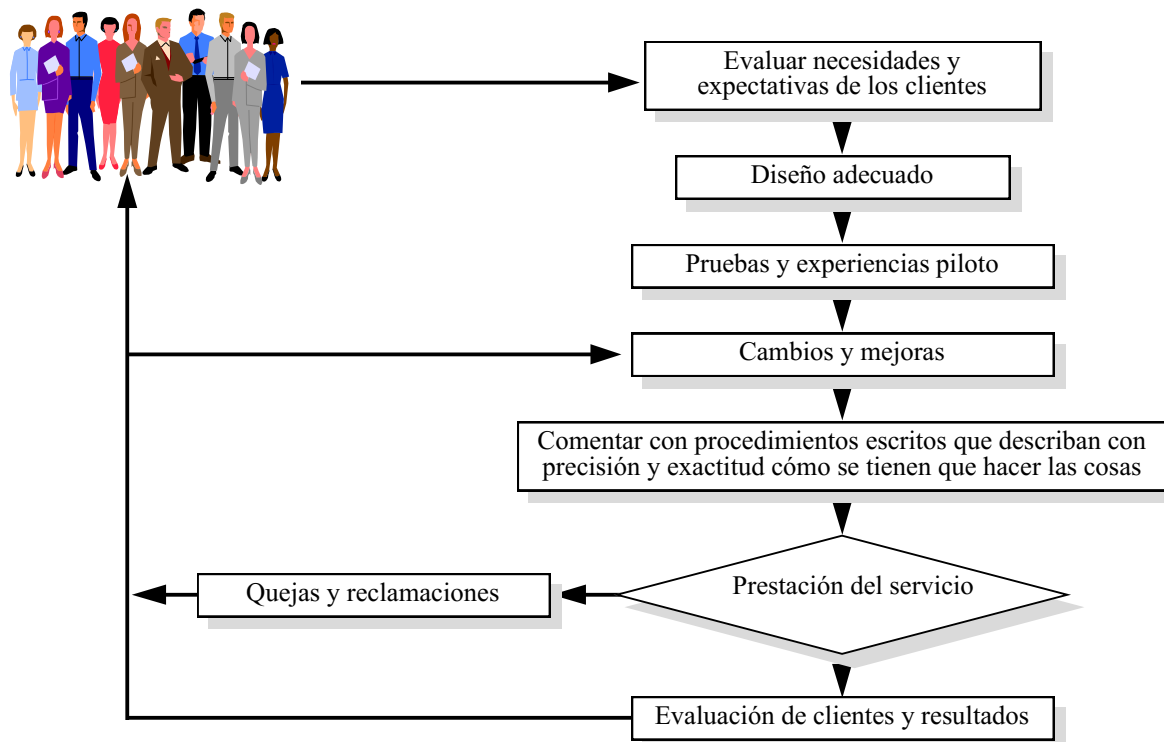 Evaluar necesidades y
expectativas de los clientes
Diseño adecuado
Pruebas y experiencias piloto
Cambios y mejoras
Comentar con procedimientos escritos que describan con
precisión y exactitud cómo se tienen que hacer las cosas
Prestación del servicio
Quejas y reclamaciones
Evaluación de clientes y resultados